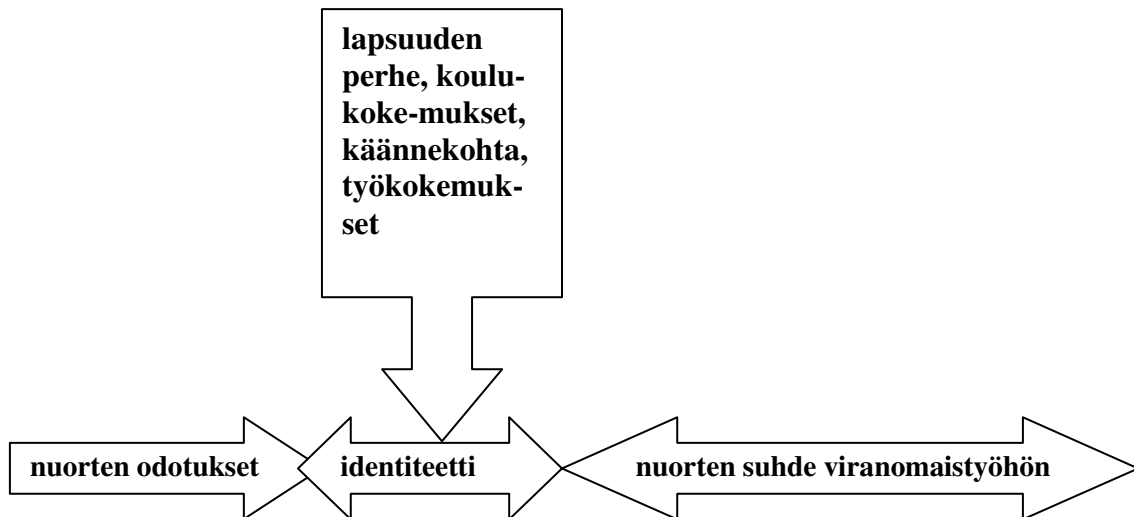 lapsuuden
perhe, koulu-
koke-mukset,
käännekohta,
työkokemuk-
set
nuorten odotukset
identiteetti
nuorten suhde viranomaistyöhön